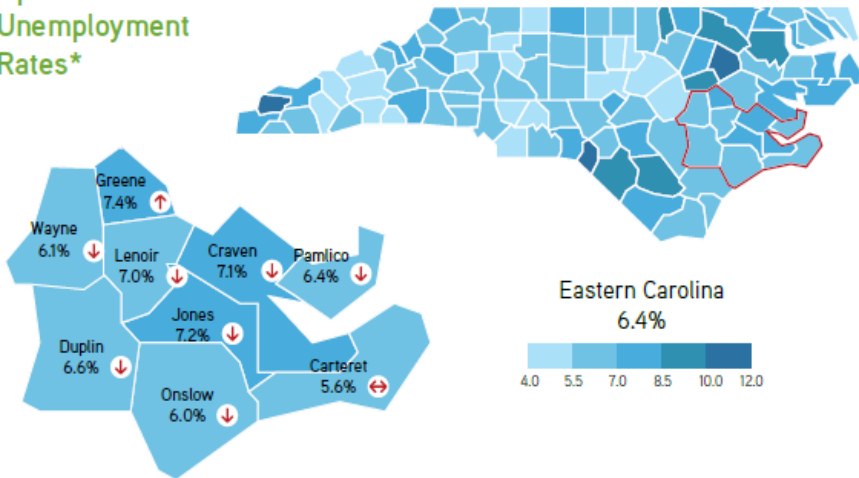 Unemployment
Rates*
Greene
7.4%
Wayne
6.1%
Lenoir
7.0%
Craven
7.1%
Pamlico
6.4%
Jones
7.2%
Duplin
6.6%
Carteret
5.6%
Onslow
6.0%
Eastern Carolina
6.4%
4.0 5.5 7.0 8.5 10.0 12.0